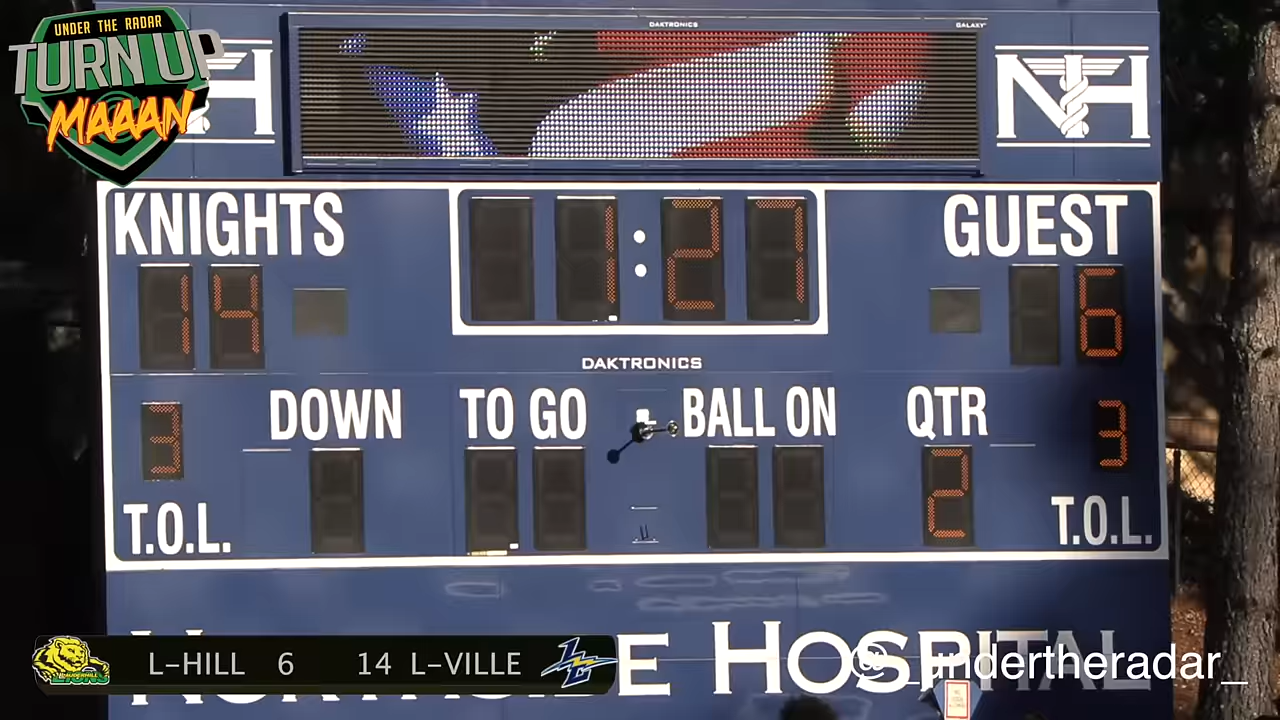 UNDER THE RADAR
TURN UP
MAAAN
DAKTRONICS
GALAXY
NH
KNIGHTS
1:27
GUEST
14
6
DAKTRONICS
DOWN
TO GO
BALL ON
QTR
3
2
3
T.O.L.
T.O.L.
L-HILL 6 14 L-VILLE
HOSPITAL
@_undertheradar_